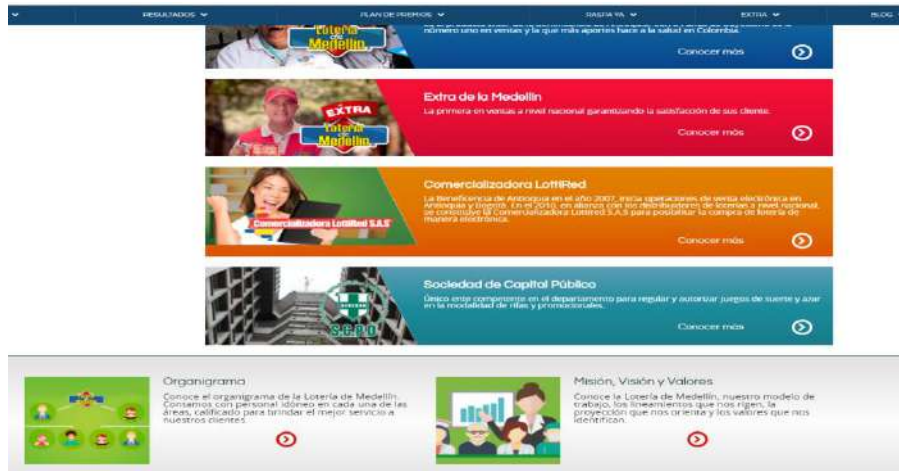 RESULTADOS
PLAN DE PREMIOS
RASPA YA
EXTRA
BLOG
Lotería
de
Medellín
número uno en ventas y la que más aportes hace a la salud en Colombia.
Conocer más
EXTRA
Lotería
de
Medellín
Extra de la Medellín
La primera en ventas a nivel nacional garantizando la satisfacción de sus cliente.
Conocer más
Comercializadora LottiRed S.A.S
Comercializadora LottiRed
La Beneficencia de Antioquia en el año 2007, inicia operaciones de venta electrónica en
Antioquia y Bogotá. En el 2010, en alianza con los distribuidores de loterías a nivel nacional,
se constituye la Comercializadora Lottired S.A.S para posibilitar la compra de lotería de
manera electrónica.
Conocer más
S.C.P.D
Sociedad de Capital Público
Único ente competente en el departamento para regular y autorizar juegos de suerte y azar
en la modalidad de rifas y promocionales.
Conocer más
Organigrama
Conoce el organigrama de la Lotería de Medellín.
Contamos con personal idóneo en cada una de las
áreas, calificado para brindar el mejor servicio a
nuestros clientes
Misión, Visión y Valores
Conoce la Lotería de Medellín, nuestro modelo de
trabajo, los lineamientos que nos rigen, la
proyección que nos orienta y los valores que nos
identifican.